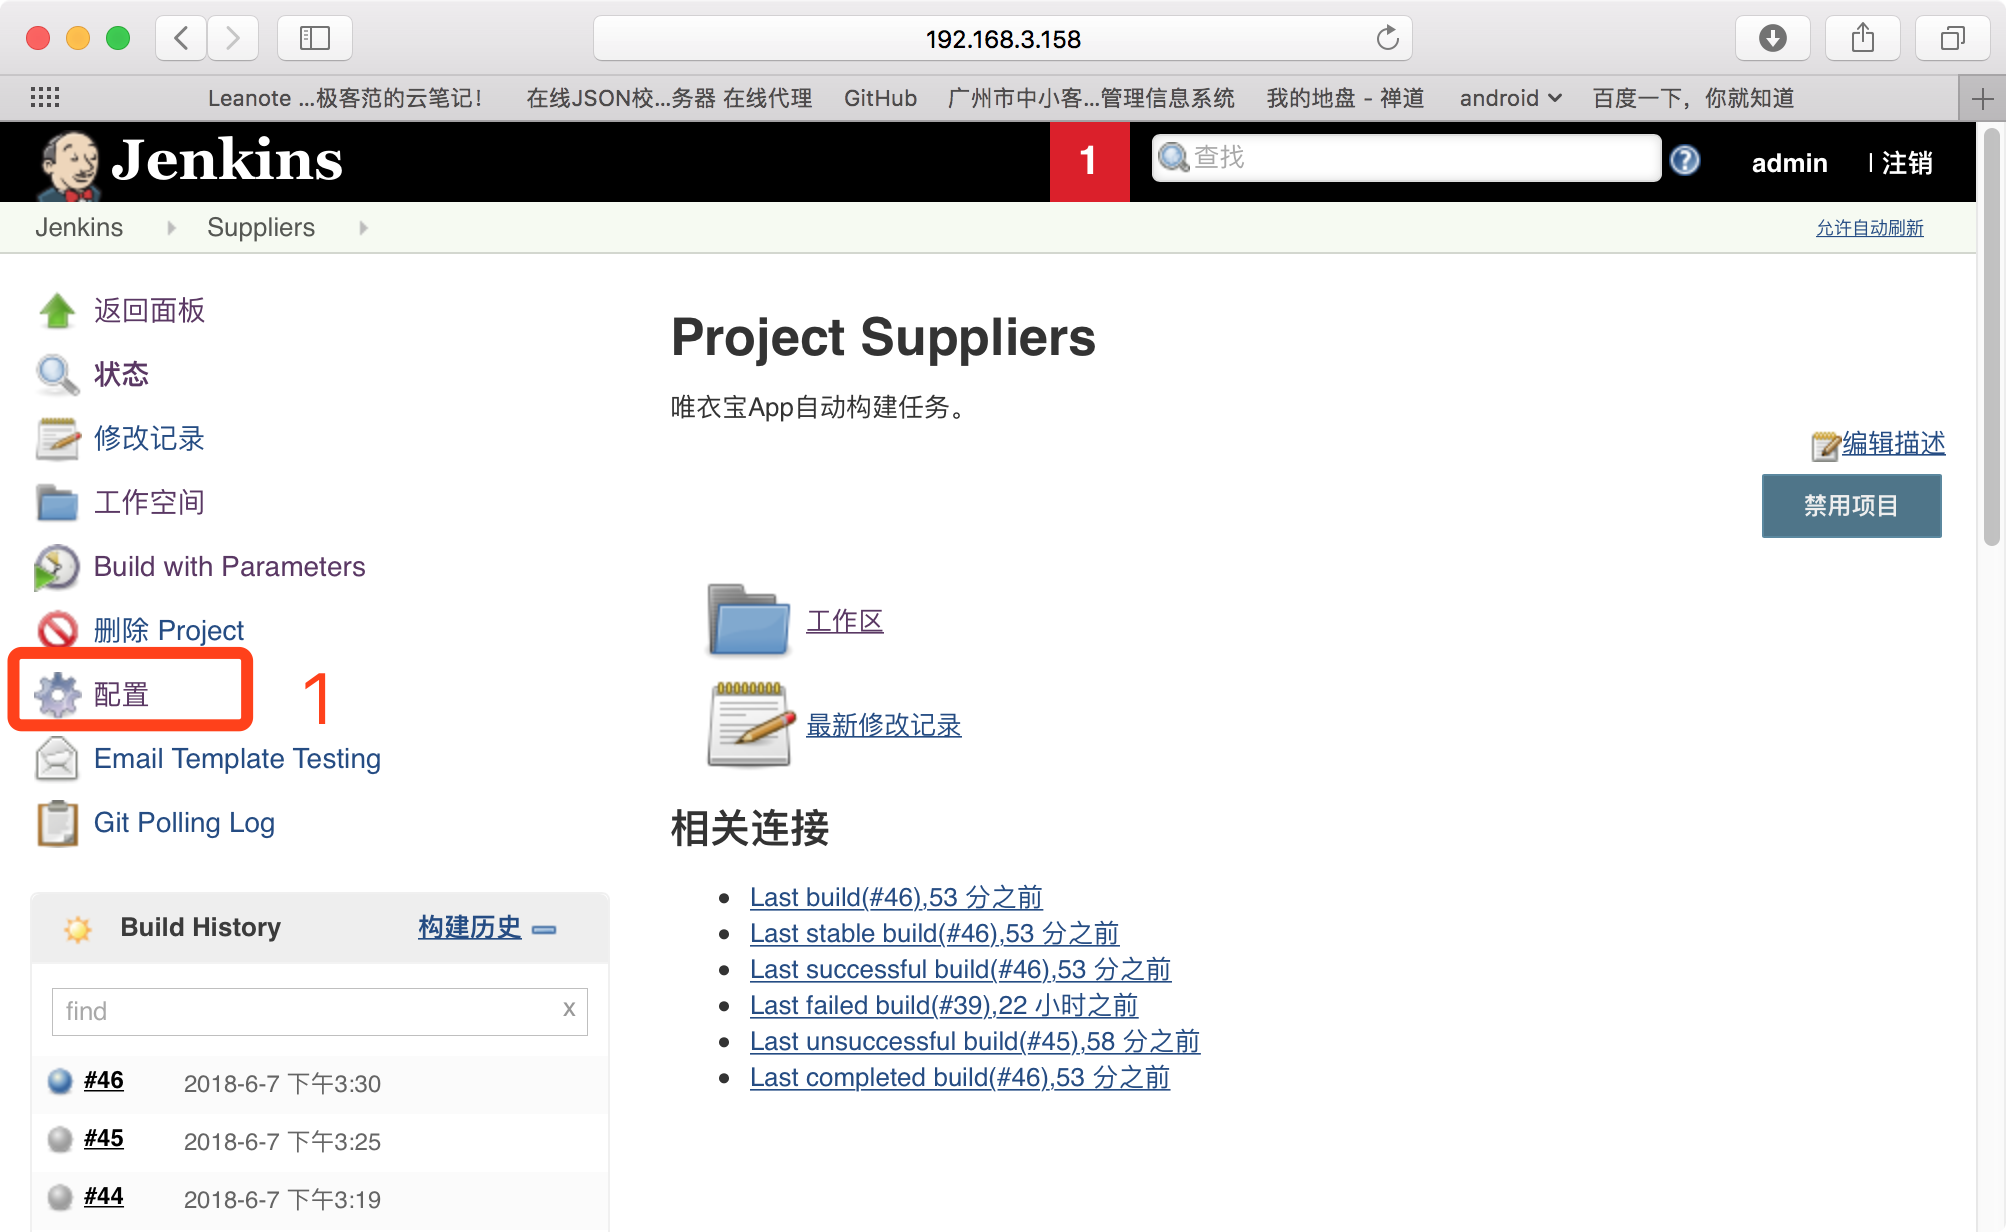 192.168.3.158
Leanote ...极客范的云笔记! 在线JSON校...务器 在线代理 GitHub 广州市中小客...管理信息系统 我的地盘 - 禅道 android 百度一下，你就知道
Jenkins 1 查找 admin | 注销
Jenkins Suppliers 允许自动刷新
返回面板
状态
修改记录
工作空间
Build with Parameters
删除 Project
配置 1
Email Template Testing
Git Polling Log
Build History 构建历史
find x
#46 2018-6-7 下午3:30
#45 2018-6-7 下午3:25
#44 2018-6-7 下午3:19
Project Suppliers
唯衣宝App自动构建任务。
编辑描述
禁用项目
工作区
最新修改记录
相关连接
Last build(#46),53 分之前
Last stable build(#46),53 分之前
Last successful build(#46),53 分之前
Last failed build(#39),22 小时之前
Last unsuccessful build(#45),58 分之前
Last completed build(#46),53 分之前